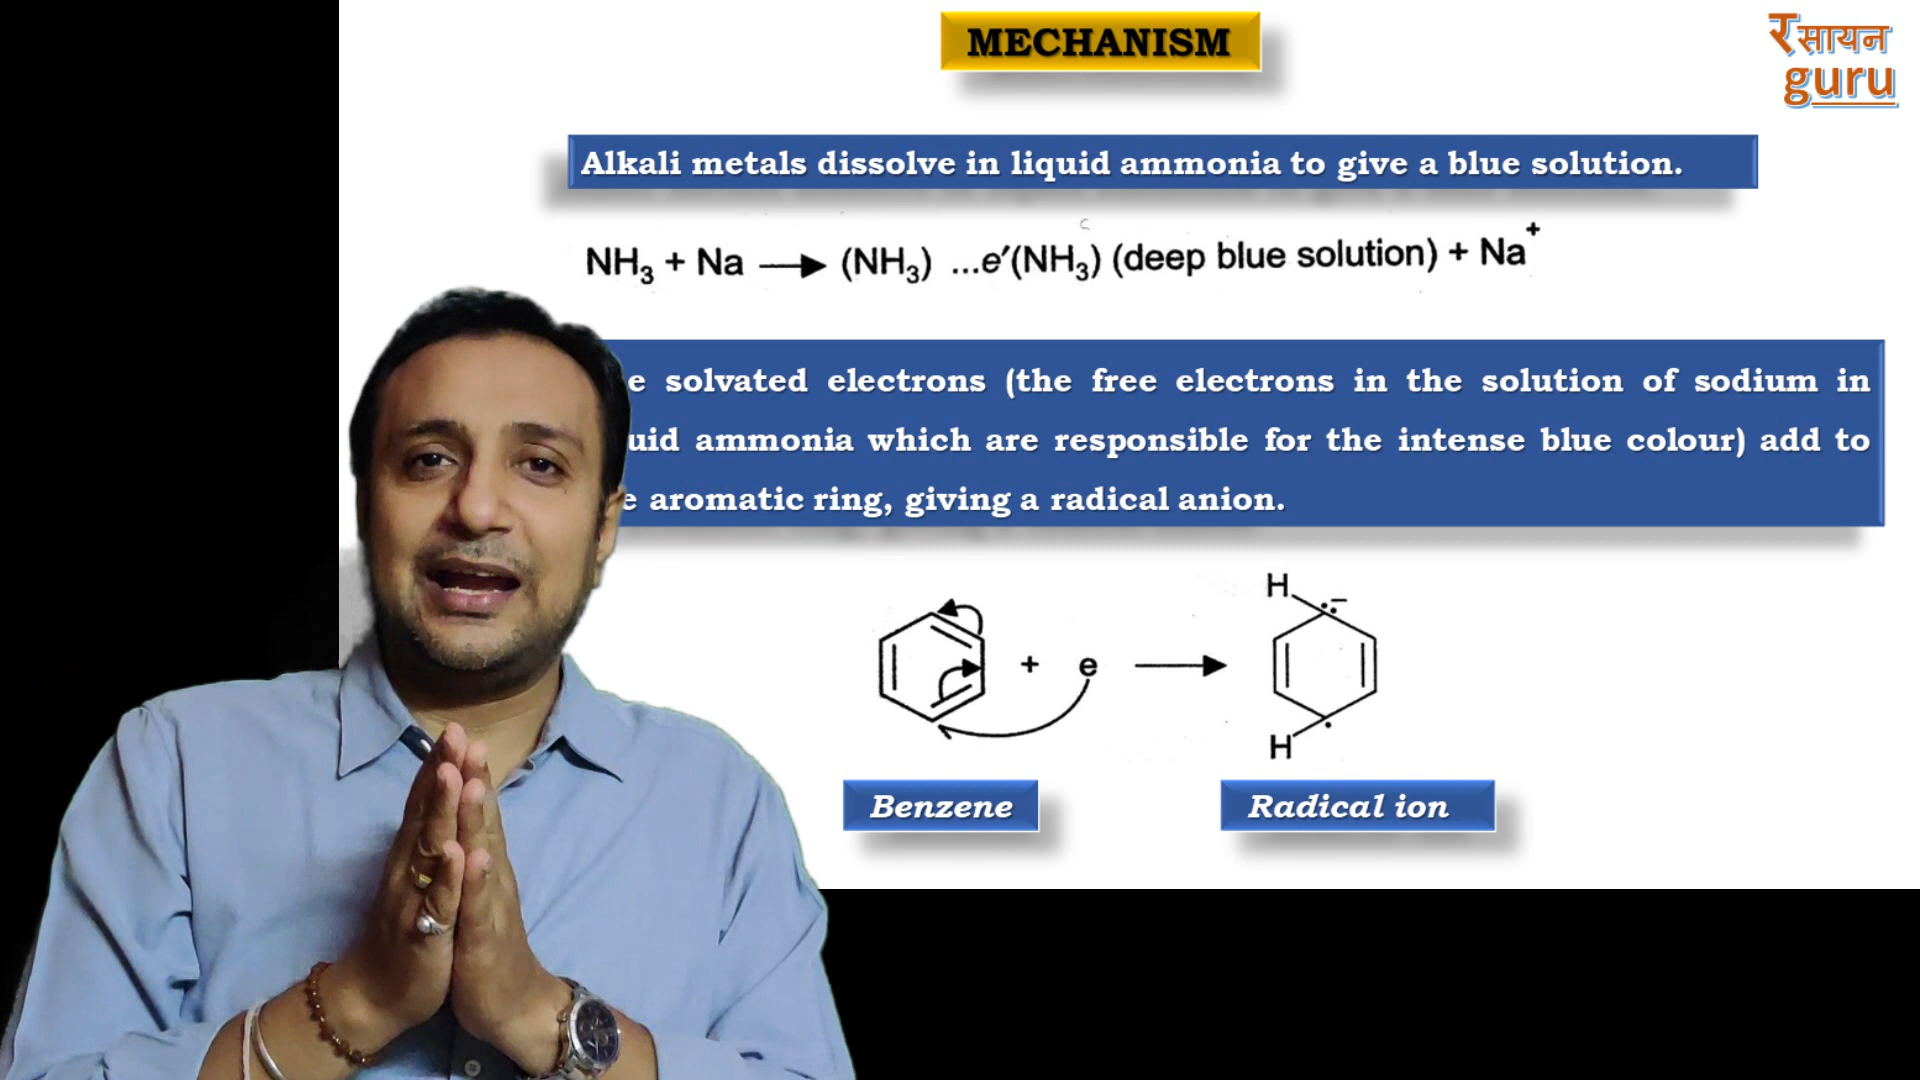 MECHANISM
रसायन
guru
Alkali metals dissolve in liquid ammonia to give a blue solution.
NH₃ + Na ⟶ (NH₃) ...e′(NH₃) (deep blue solution) + Na⁺
e solvated electrons (the free electrons in the solution of sodium in
uid ammonia which are responsible for the intense blue colour) add to
e aromatic ring, giving a radical anion.
H
+ e
H
Benzene
Radical ion